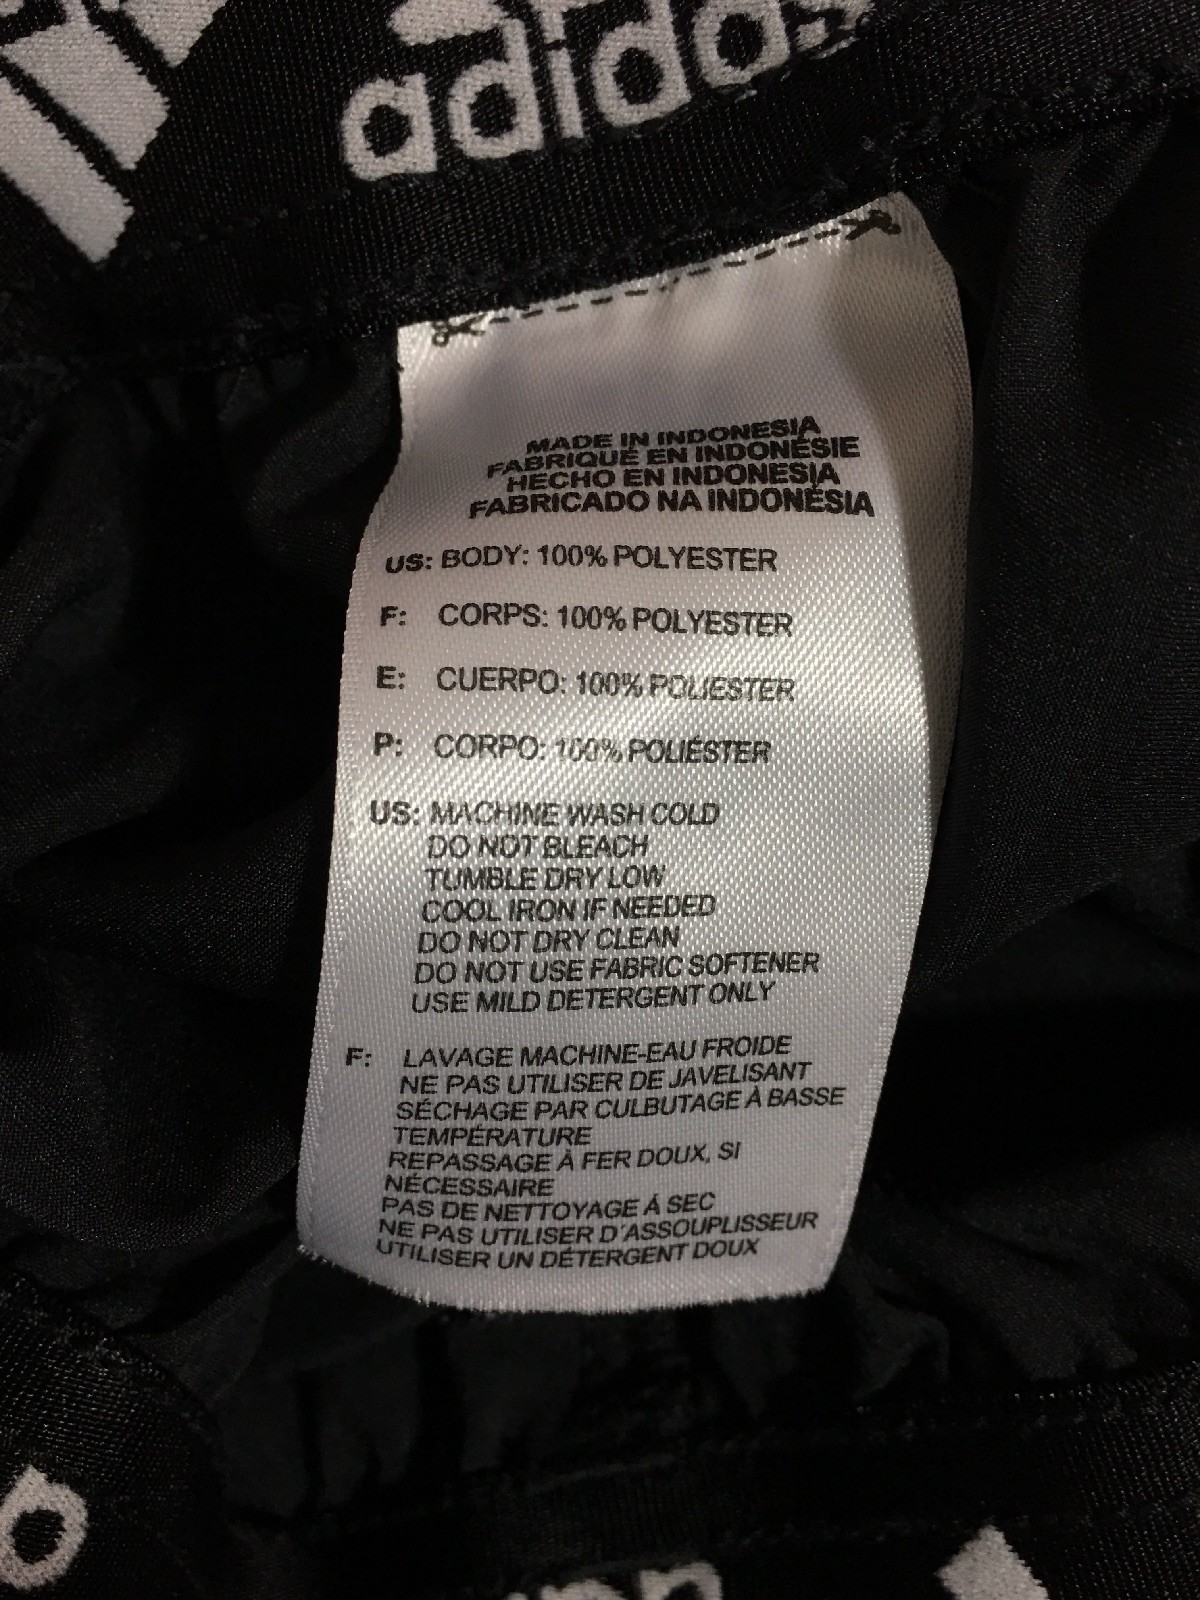 adidas
MADE IN INDONESIA
FABRIQUÉ EN INDONÉSIE
HECHO EN INDONESIA
FABRICADO NA INDONÉSIA
US: BODY: 100% POLYESTER
F: CORPS: 100% POLYESTER
E: CUERPO: 100% POLIESTER
P: CORPO: 100% POLIÉSTER
US: MACHINE WASH COLD
DO NOT BLEACH
TUMBLE DRY LOW
COOL IRON IF NEEDED
DO NOT DRY CLEAN
DO NOT USE FABRIC SOFTENER
USE MILD DETERGENT ONLY
F: LAVAGE MACHINE-EAU FROIDE
NE PAS UTILISER DE JAVELISANT
SÉCHAGE PAR CULBUTAGE À BASSE
TEMPÉRATURE
REPASSAGE À FER DOUX, SI
NÉCESSAIRE
PAS DE NETTOYAGE Á SEC
NE PAS UTILISER D'ASSOUPLISSEUR
UTILISER UN DÉTERGENT DOUX